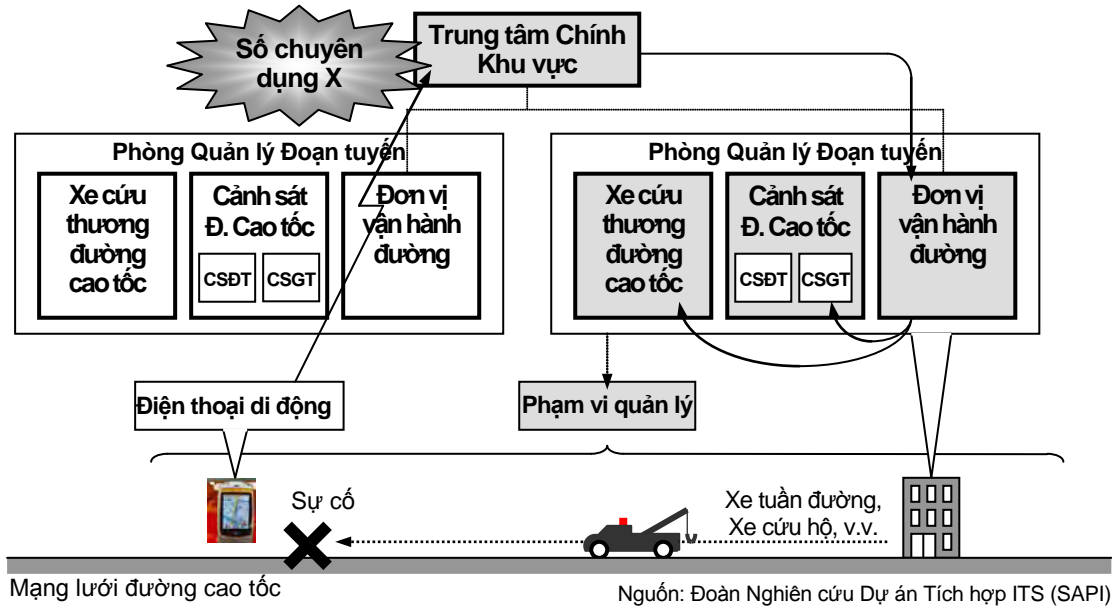 Số chuyên
dụng X
Trung tâm Chính
Khu vực
Phòng Quản lý Đoạn tuyến
Xe cứu
thương
đường
cao tốc
Cảnh sát
Đ. Cao tốc
CSĐT
CSGT
Đơn vị
vận hành
đường
Phòng Quản lý Đoạn tuyến
Xe cứu
thương
đường
cao tốc
Cảnh sát
Đ. Cao tốc
CSĐT
CSGT
Đơn vị
vận hành
đường
Điện thoại di động
Phạm vi quản lý
Sự cố
Xe tuần đường,
Xe cứu hộ, v.v.
Mạng lưới đường cao tốc
Nguồn: Đoàn Nghiên cứu Dự án Tích hợp ITS (SAPI)